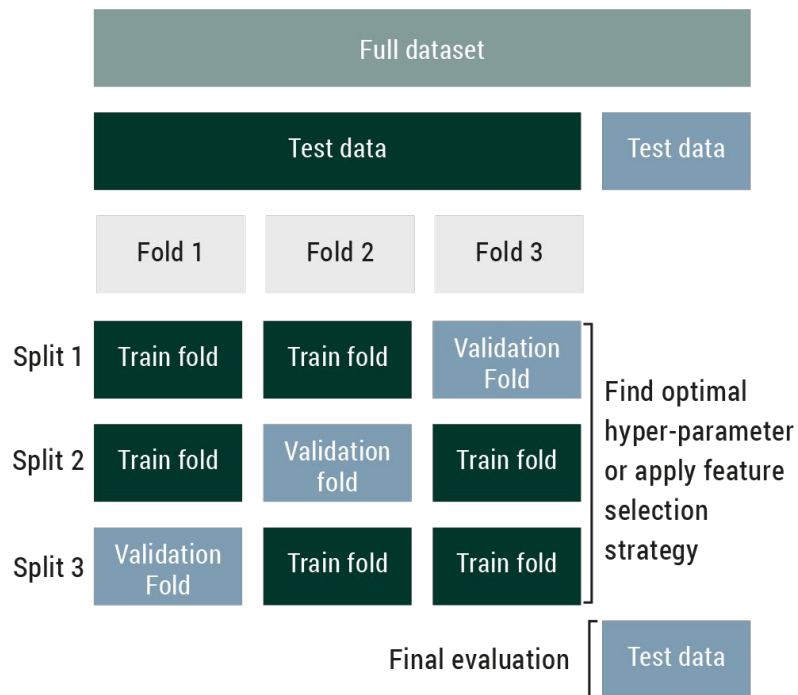 Full dataset
Test data
Test data
Fold 1
Fold 2
Fold 3
Split 1
Train fold
Train fold
Validation
Fold
Split 2
Train fold
Validation
fold
Train fold
Split 3
Validation
Fold
Train fold
Train fold
Find optimal
hyper-parameter
or apply feature
selection
strategy
Final evaluation
Test data